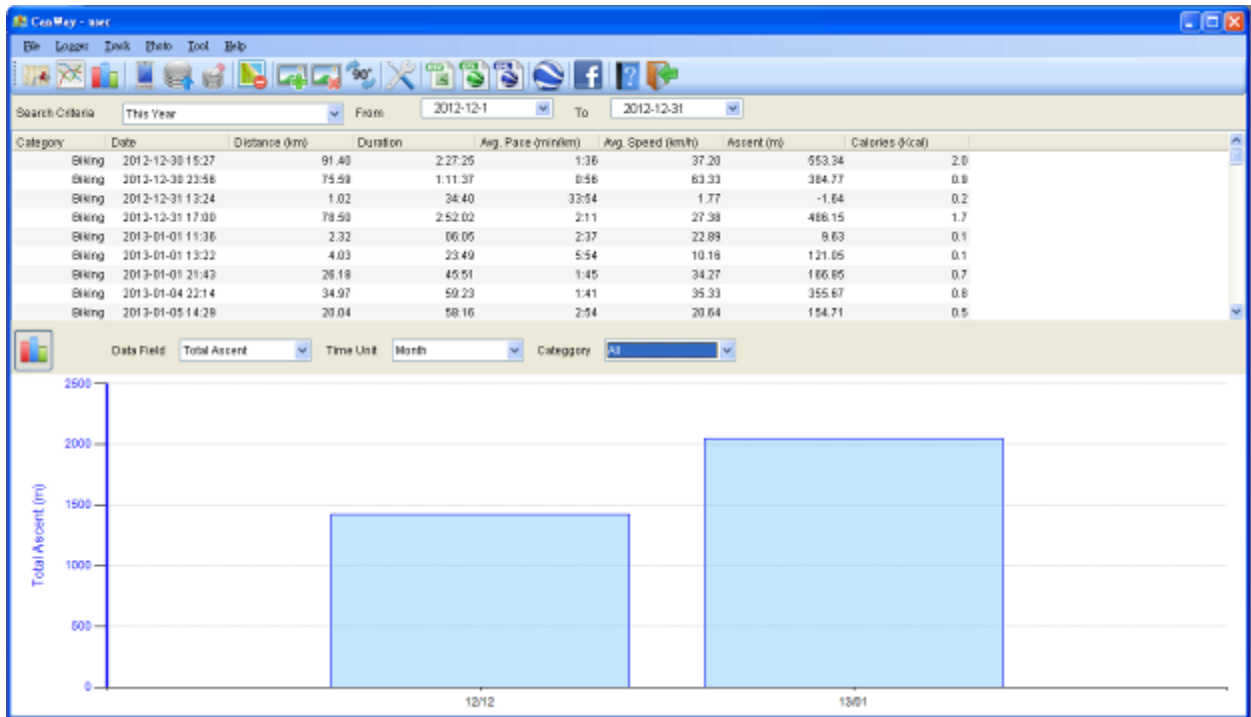 CanWay - user
File Logger Track Photo Tool Help
90°
Search Criteria This Year From 2012-12-1 To 2012-12-31
Category Date Distance (km) Duration Avg. Pace (min/km) Avg. Speed (km/h) Ascent (m) Calories (Kcal)
Biking 2012-12-30 15:27 91.40 2:27:25 1:36 37.20 553.34 2.0
Biking 2012-12-30 23:56 75.59 1:11:37 0:56 63.33 384.77 0.9
Biking 2012-12-31 13:24 1.02 34:40 33:54 1.77 -1.64 0.2
Biking 2012-12-31 17:00 78.50 2:52:02 2:11 27.38 486.15 1.7
Biking 2013-01-01 11:36 2.32 06:05 2:37 22.89 9.63 0.1
Biking 2013-01-01 13:22 4.03 23:49 5:54 10.16 121.05 0.1
Biking 2013-01-01 21:43 26.18 45:51 1:45 34.27 166.85 0.7
Biking 2013-01-04 22:14 34.97 59:23 1:41 35.33 355.67 0.8
Biking 2013-01-05 14:29 20.04 58:16 2:54 20.64 154.71 0.5
Data Field Total Ascent Time Unit Month Categgory All
2500
2000
1500
1000
500
0
Total Ascent (m)
12/12 13/01